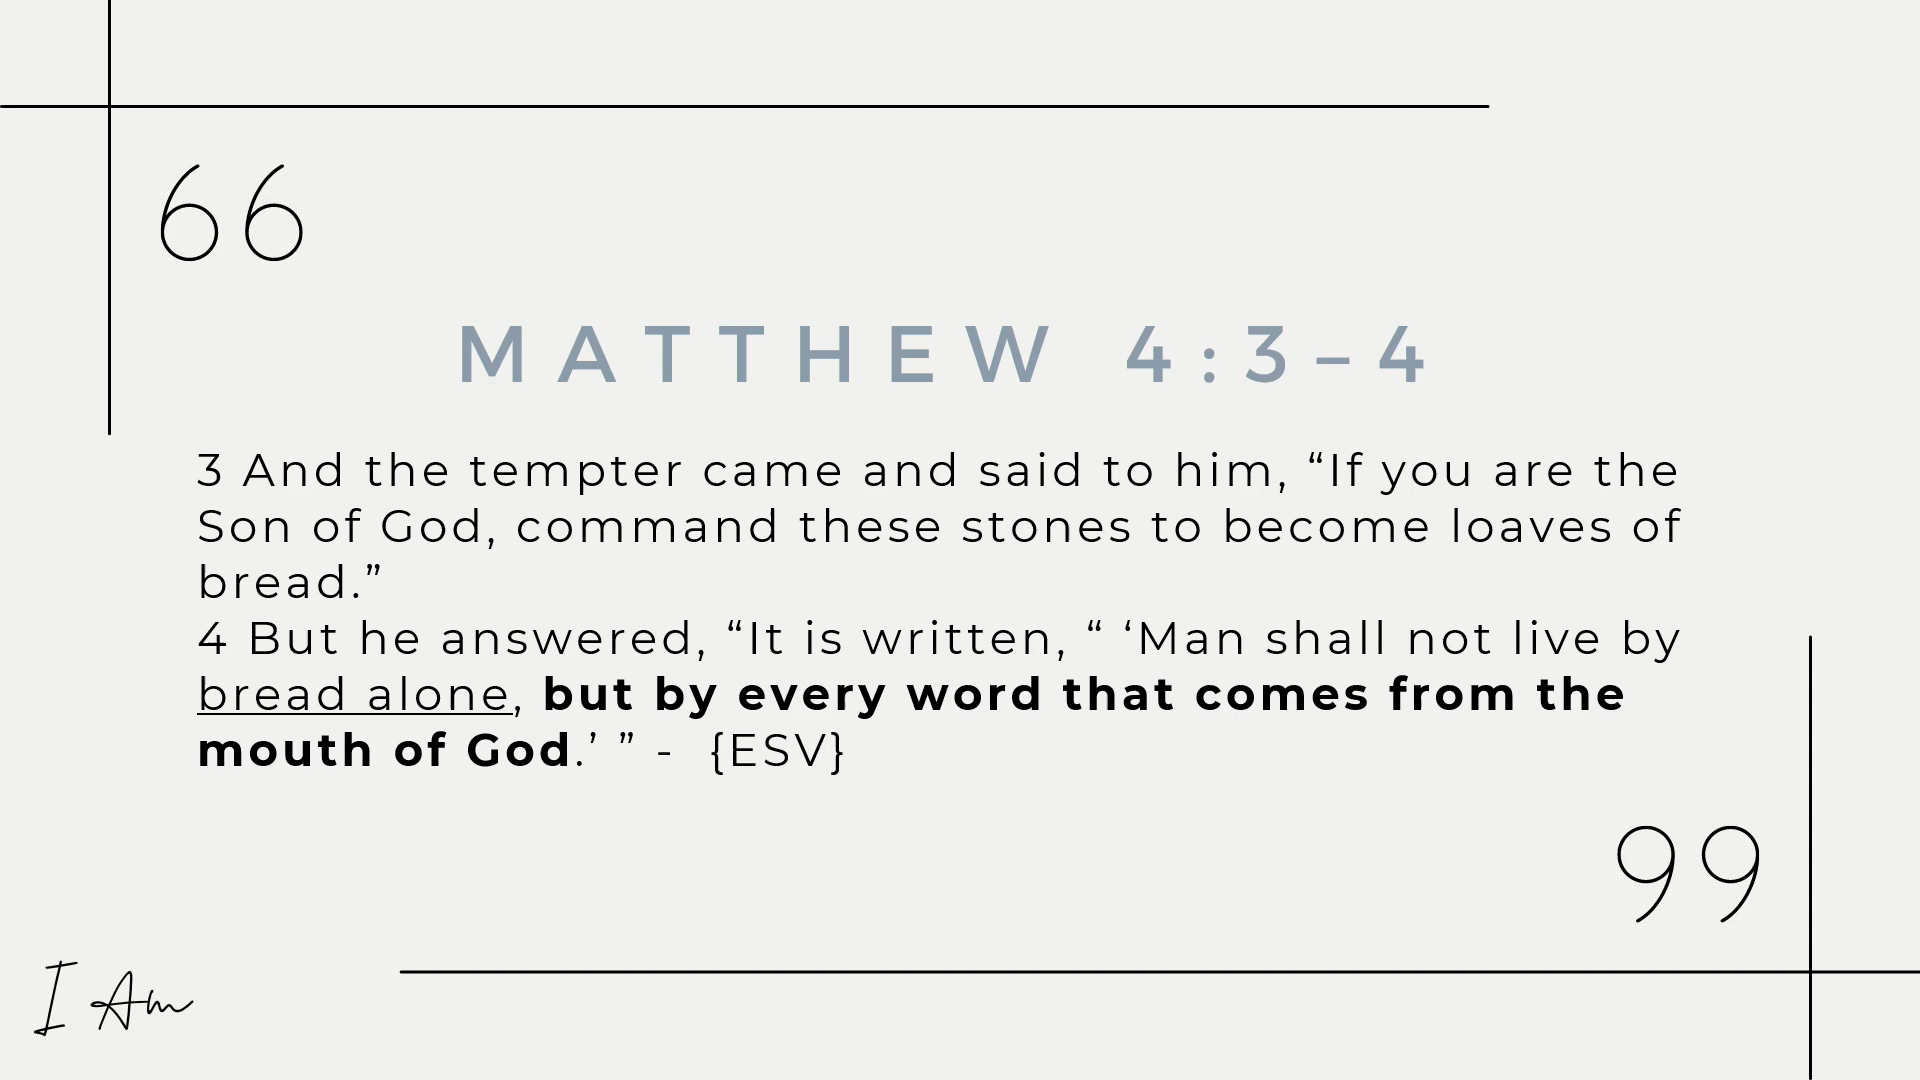 MATTHEW 4:3–4
3 And the tempter came and said to him, “If you are the
Son of God, command these stones to become loaves of
bread.”
4 But he answered, “It is written, “ ‘Man shall not live by
bread alone, but by every word that comes from the
mouth of God.’ ” -  {ESV}
I Am